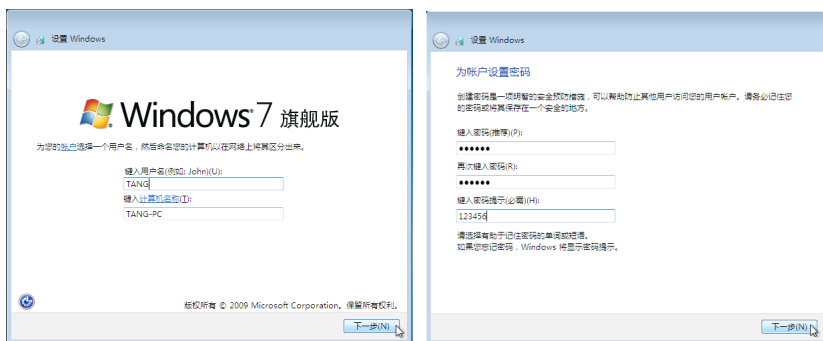 设置 Windows
Windows 7 旗舰版
为您的帐户选择一个用户名，然后命名您的计算机以在网络上将其区分出来。
键入用户名(例如: John)(U):
TANG
键入计算机名称(T):
TANG-PC
版权所有 © 2009 Microsoft Corporation。保留所有权利。
下一步(N)
设置 Windows
为帐户设置密码
创建密码是一项明智的安全预防措施，可以帮助防止其他用户访问您的用户帐户。请务必记住您
的密码或将其保存在一个安全的地方。
键入密码(推荐)(P):
●●●●●●
再次键入密码(R):
●●●●●●
键入密码提示(必需)(H):
123456
请选择有助于记住密码的单词或短语。
如果您忘记密码，Windows 将显示密码提示。
下一步(N)